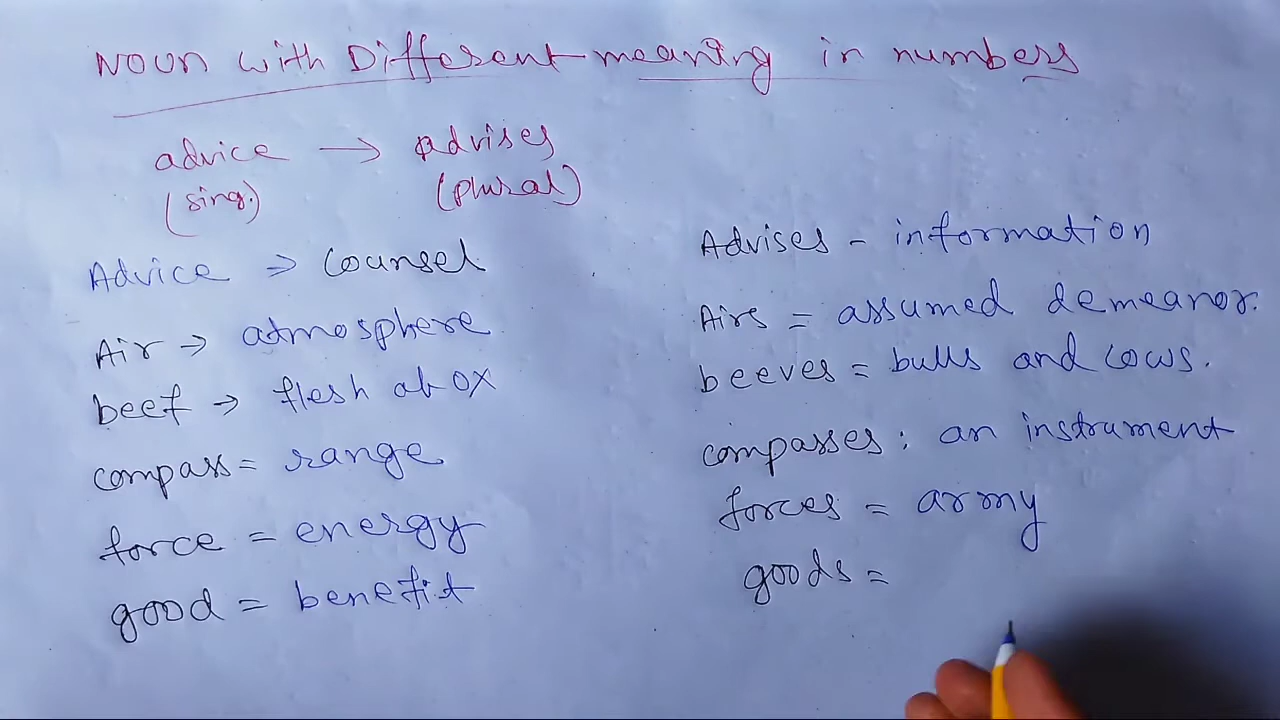 Noun with Different meaning in numbers
advice → advises
(sing.) (plural)
Advice => counsel
Air → atmosphere
beef → flesh of ox
compass = range
force = energy
good = benefit
Advises - information
Airs = assumed demeanor.
beeves = bulls and cows.
compasses: an instrument
forces = army
goods =